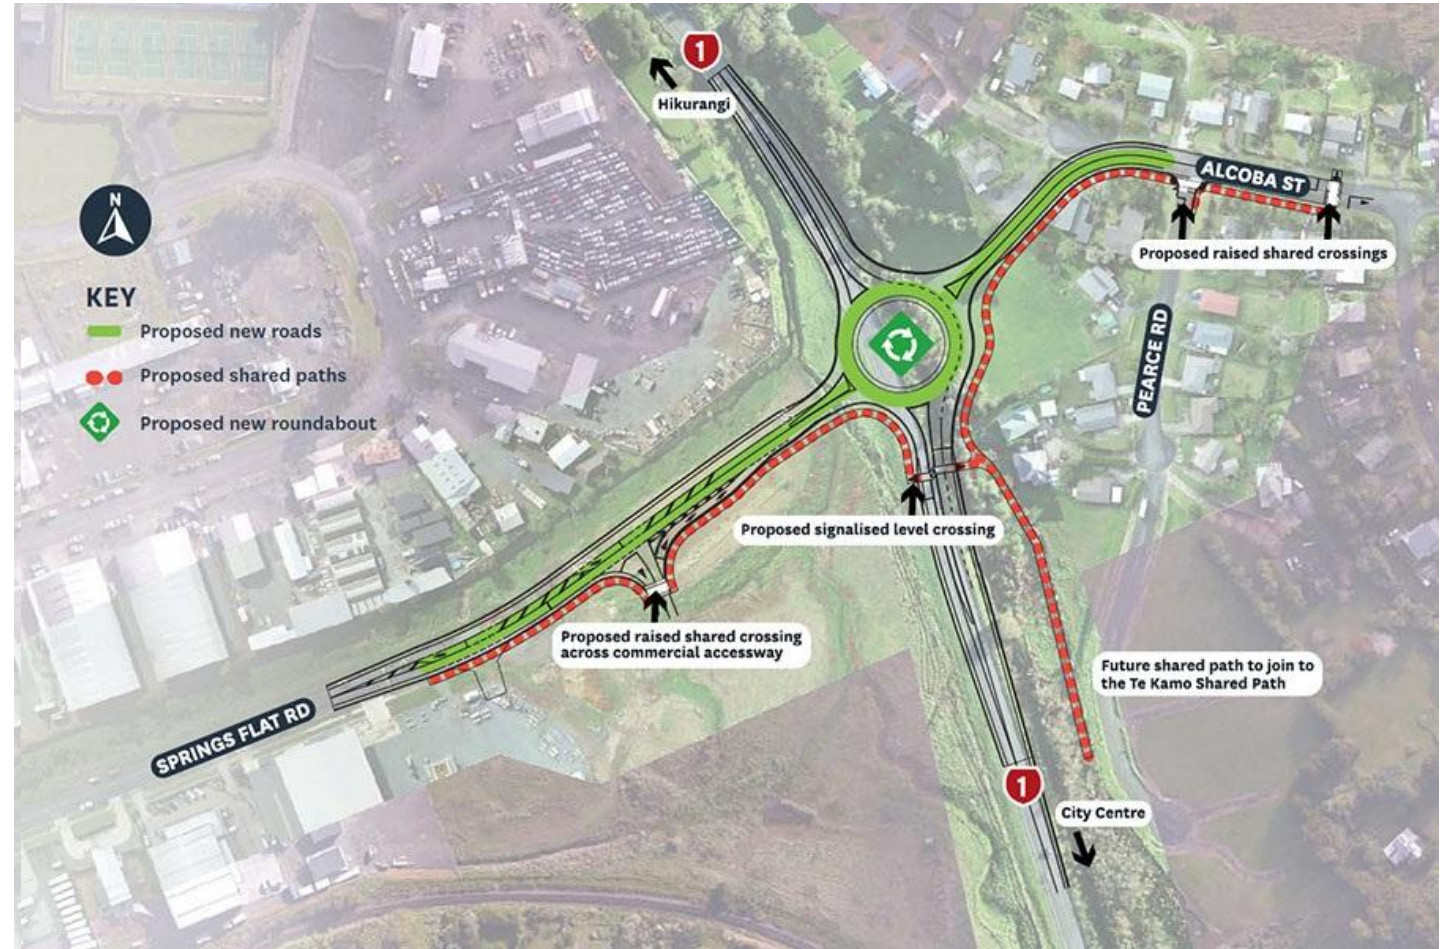 1
Hikurangi
ALCOBA ST
Proposed raised shared crossings
N
KEY
Proposed new roads
Proposed shared paths
Proposed new roundabout
PEARCE RD
Proposed signalised level crossing
Proposed raised shared crossing
across commercial accessway
Future shared path to join to
the Te Kamo Shared Path
SPRINGS FLAT RD
1
City Centre